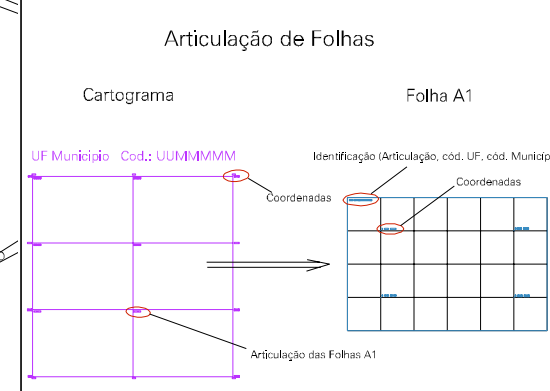 Articulação de Folhas
Cartograma
Folha A1
UF Municipio Cod.: UUMMMMM
Identificação (Articulação, cód. UF, cód. Municíp
Coordenadas
Coordenadas
Articulação das Folhas A1